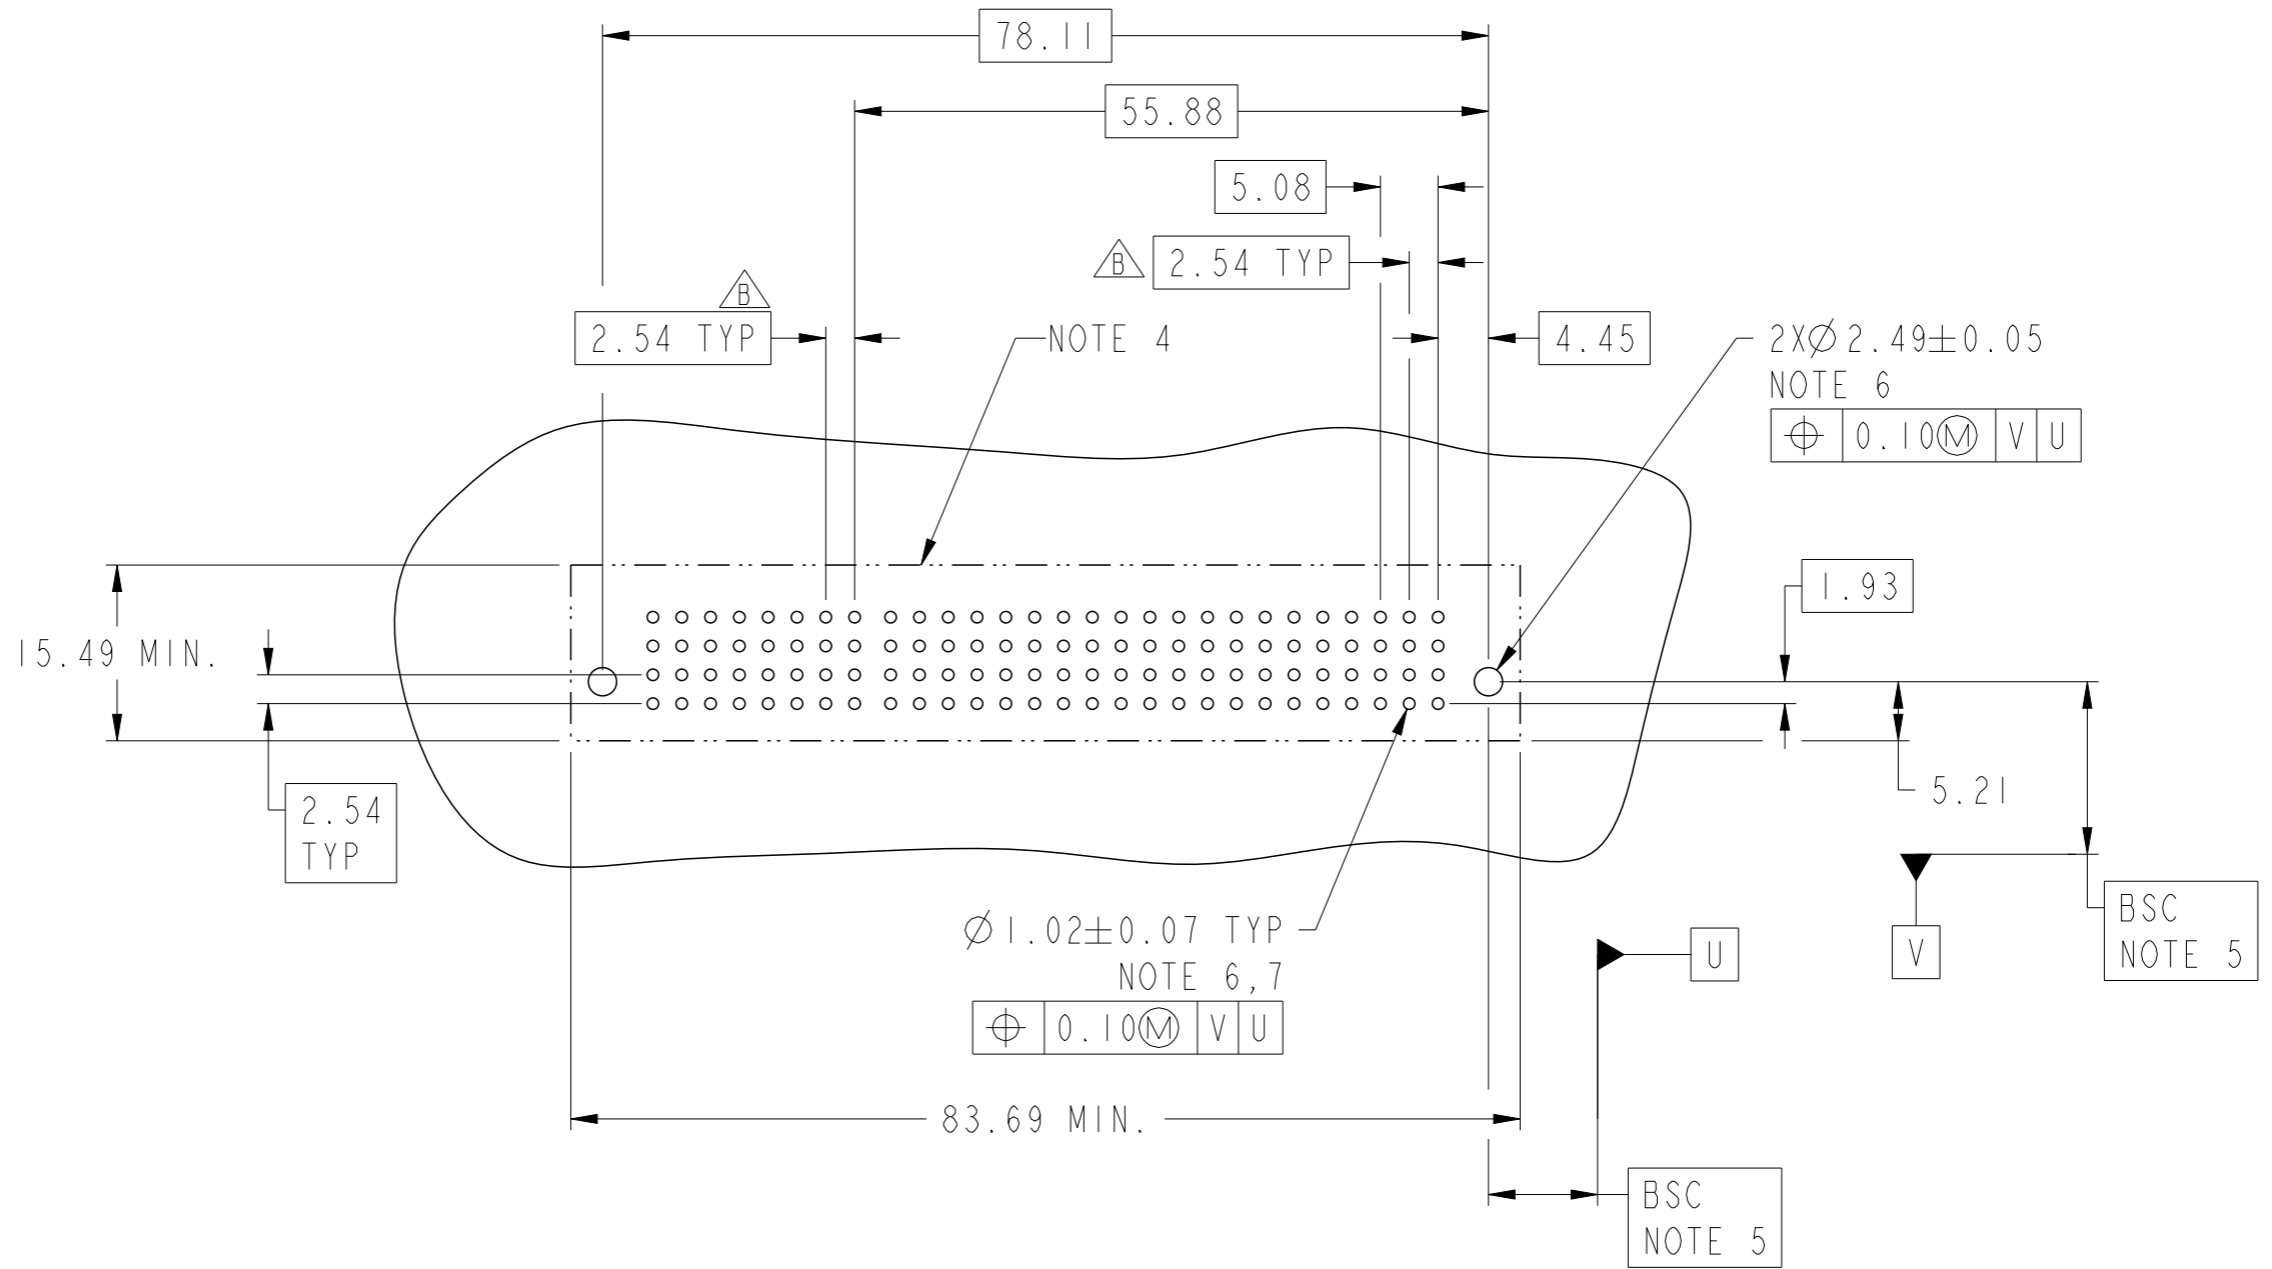 78.11
55.88
5.08
B 2.54 TYP
B
2.54 TYP
NOTE 4
4.45
2X⌀2.49±0.05
NOTE 6
⌖ 0.10Ⓜ V U
1.93
15.49 MIN.
5.21
2.54
TYP
⌀1.02±0.07 TYP
NOTE 6,7
⌖ 0.10Ⓜ V U
U
V
BSC
NOTE 5
83.69 MIN.
BSC
NOTE 5